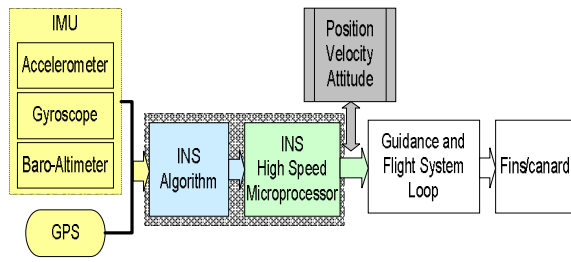 IMU
Accelerometer
Gyroscope
Baro-Altimeter
GPS
INS
Algorithm
INS
High Speed
Microprocessor
Position
Velocity
Attitude
Guidance and
Flight System
Loop
Fins/canard